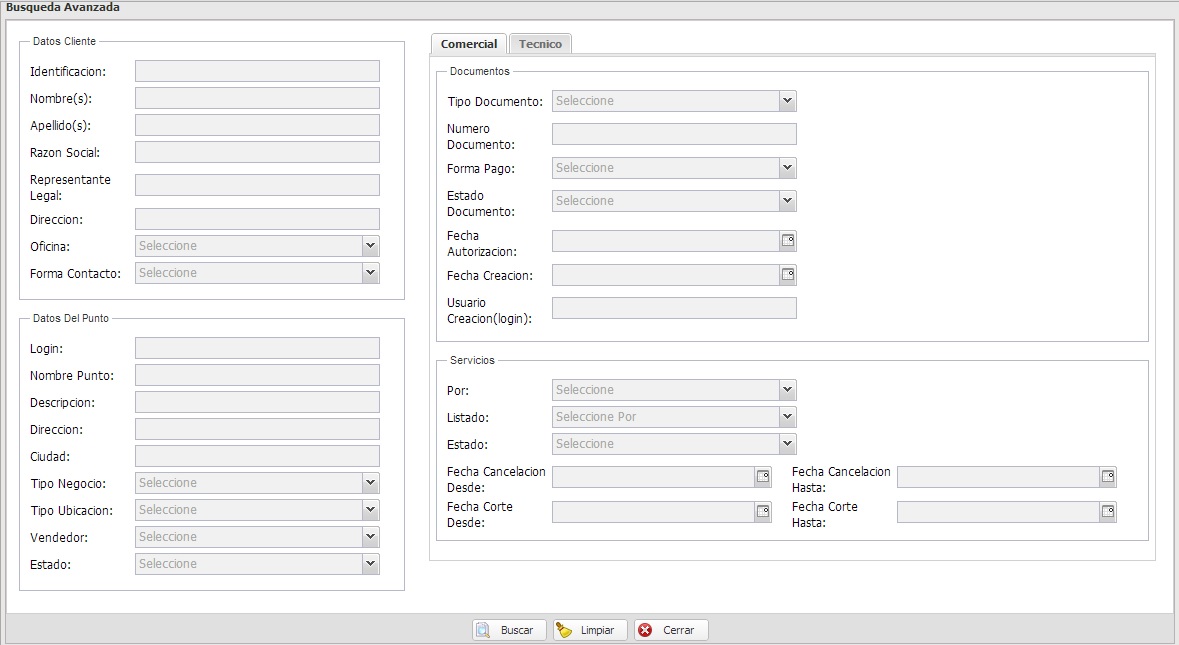 Busqueda Avanzada
Datos Cliente
Identificacion:
Nombre(s):
Apellido(s):
Razon Social:
Representante
Legal:
Direccion:
Oficina: Seleccione
Forma Contacto: Seleccione
Datos Del Punto
Login:
Nombre Punto:
Descripcion:
Direccion:
Ciudad:
Tipo Negocio: Seleccione
Tipo Ubicacion: Seleccione
Vendedor: Seleccione
Estado: Seleccione
Comercial Tecnico
Documentos
Tipo Documento: Seleccione
Numero
Documento:
Forma Pago: Seleccione
Estado
Documento: Seleccione
Fecha
Autorizacion:
Fecha Creacion:
Usuario
Creacion(login):
Servicios
Por: Seleccione
Listado: Seleccione Por
Estado: Seleccione
Fecha Cancelacion
Desde:
Fecha Cancelacion
Hasta:
Fecha Corte
Desde:
Fecha Corte
Hasta:
Buscar Limpiar Cerrar